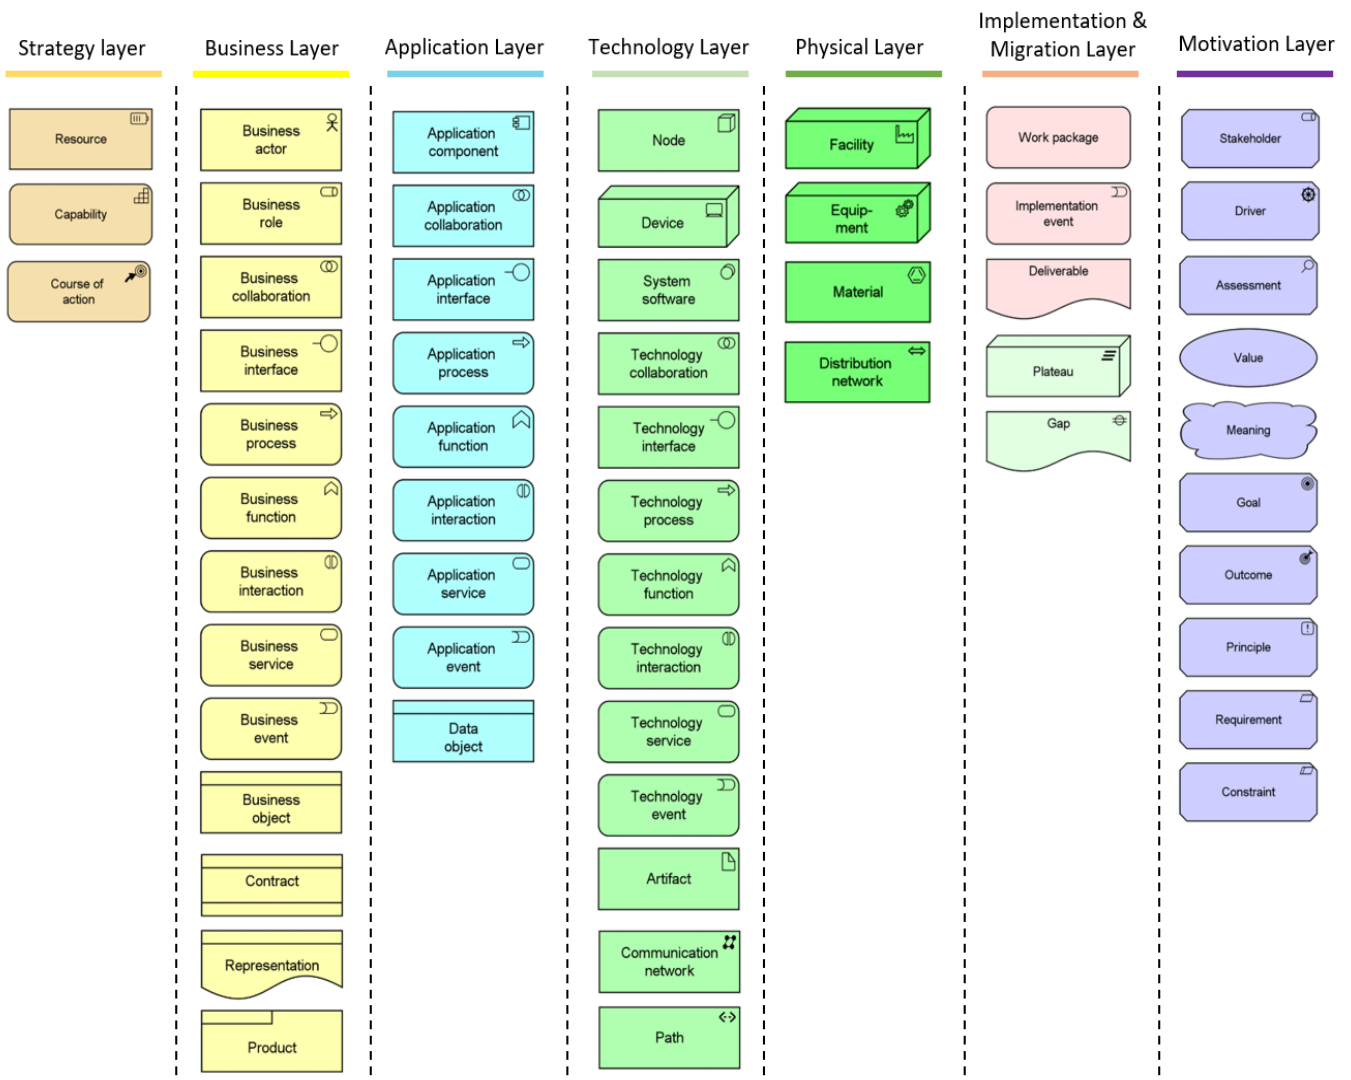 Strategy layer
Business Layer
Application Layer
Technology Layer
Physical Layer
Implementation &
Migration Layer
Motivation Layer
Resource
Capability
Course of
action
Business
actor
Business
role
Business
collaboration
Business
interface
Business
process
Business
function
Business
interaction
Business
service
Business
event
Business
object
Contract
Representation
Product
Application
component
Application
collaboration
Application
interface
Application
process
Application
function
Application
interaction
Application
service
Application
event
Data
object
Node
Device
System
software
Technology
collaboration
Technology
interface
Technology
process
Technology
function
Technology
interaction
Technology
service
Technology
event
Artifact
Communication
network
Path
Facility
Equip-
ment
Material
Distribution
network
Work package
Implementation
event
Deliverable
Plateau
Gap
Stakeholder
Driver
Assessment
Value
Meaning
Goal
Outcome
Principle
Requirement
Constraint